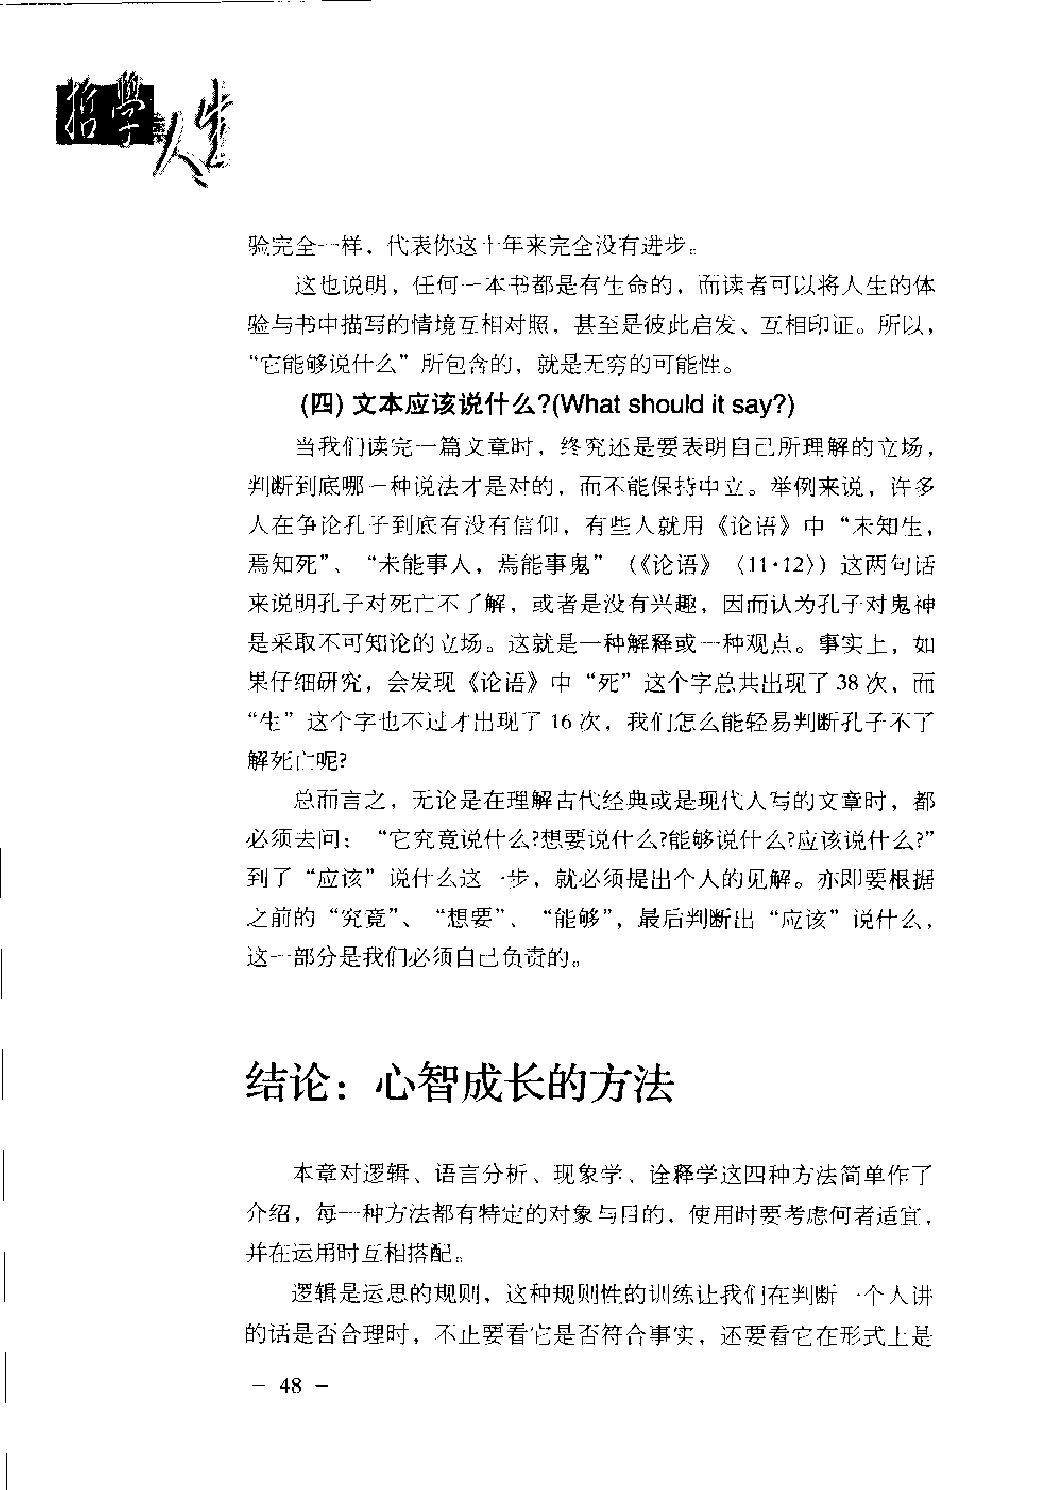 哲學与人生
验完全一样，代表你这十年来完全没有进步。
这也说明，任何一本书都是有生命的，而读者可以将人生的体
验与书中描写的情境互相对照，甚至是彼此启发、互相印证。所以，
“它能够说什么”所包含的，就是无穷的可能性。
(四) 文本应该说什么?(What should it say?)
当我们读完一篇文章时，终究还是要表明自己所理解的立场，
判断到底哪一种说法才是对的，而不能保持中立。举例来说，许多
人在争论孔子到底有没有信仰，有些人就用《论语》中“未知生，
焉知死”、“未能事人，焉能事鬼”（《论语》〈11·12〉）这两句话
来说明孔子对死亡不了解，或者是没有兴趣，因而认为孔子对鬼神
是采取不可知论的立场。这就是一种解释或一种观点。事实上，如
果仔细研究，会发现《论语》中“死”这个字总共出现了 38 次，而
“生”这个字也不过才出现了 16 次，我们怎么能轻易判断孔子不了
解死亡呢?
总而言之，无论是在理解古代经典或是现代人写的文章时，都
必须去问：“它究竟说什么?想要说什么?能够说什么?应该说什么?”
到了“应该”说什么这一步，就必须提出个人的见解。亦即要根据
之前的“究竟”、“想要”、“能够”，最后判断出“应该”说什么，
这一部分是我们必须自己负责的。
结论：心智成长的方法
本章对逻辑、语言分析、现象学、诠释学这四种方法简单作了
介绍，每一种方法都有特定的对象与目的，使用时要考虑何者适宜，
并在运用时互相搭配。
逻辑是运思的规则，这种规则性的训练让我们在判断一个人讲
的话是否合理时，不止要看它是否符合事实，还要看它在形式上是
－ 48 －